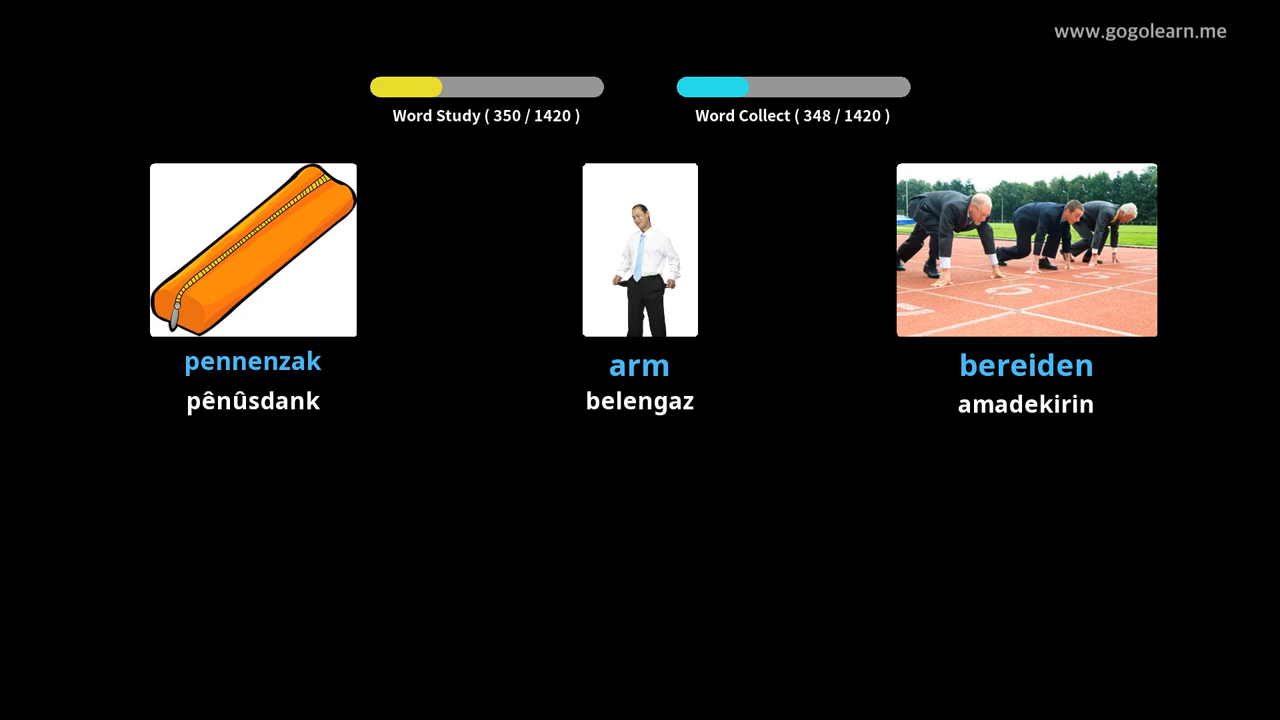 www.gogolearn.me
Word Study ( 350 / 1420 )
Word Collect ( 348 / 1420 )
pennenzak
pênûsdank
arm
belengaz
bereiden
amadekirin